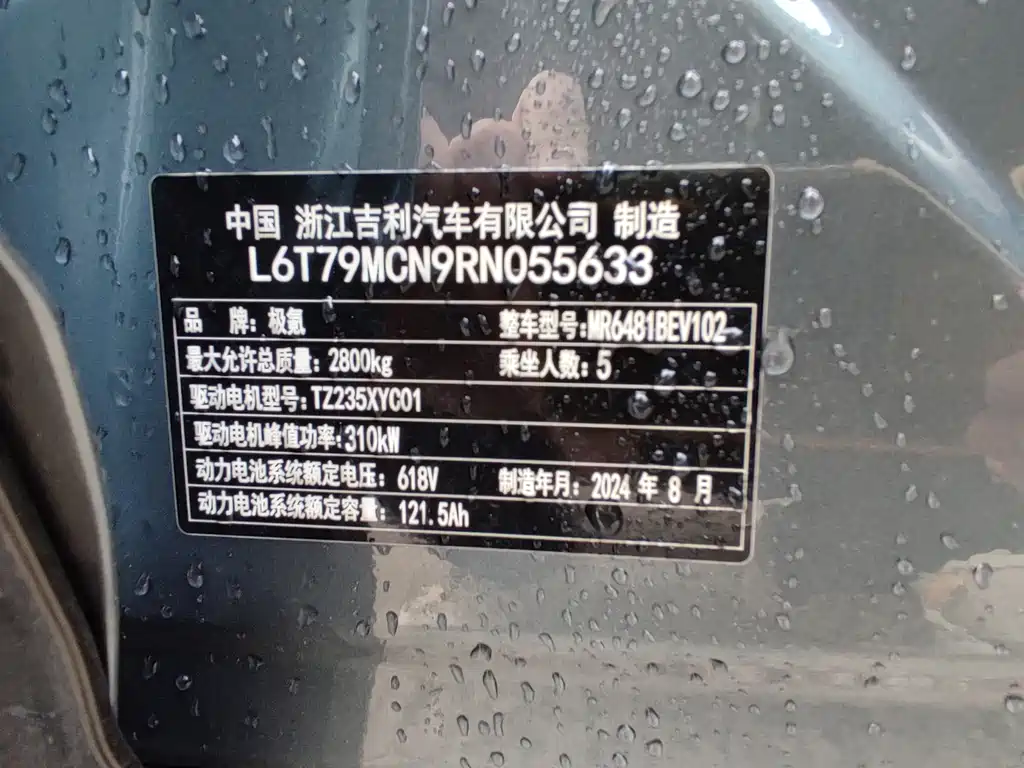 中国 浙江吉利汽车有限公司 制造
L6T79MCN9RN055633
品 牌：极氪 整车型号：MR6481BEV102
最大允许总质量：2800kg 乘坐人数：5
驱动电机型号：TZ235XYC01
驱动电机峰值功率：310kW
动力电池系统额定电压：618V 制造年月：2024 年 8 月
动力电池系统额定容量：121.5Ah